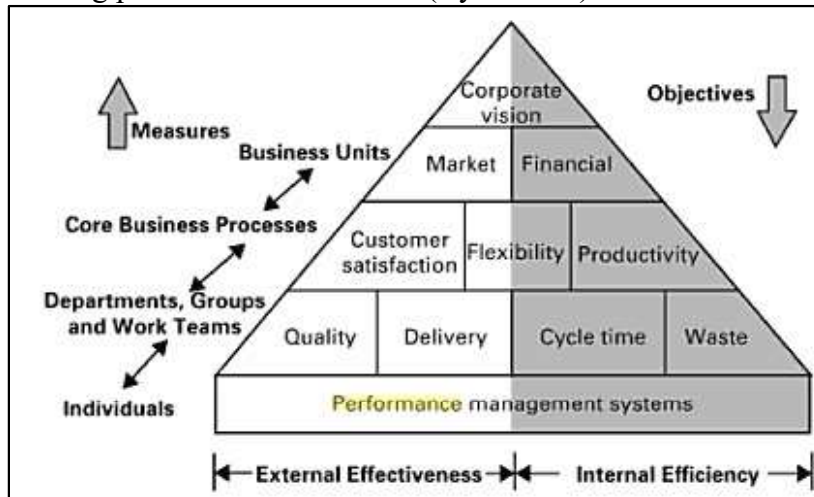 Corporate
vision
Objectives
Measures
Business Units
Market
Financial
Core Business Processes
Customer
satisfaction
Flexibility
Productivity
Departments, Groups
and Work Teams
Quality
Delivery
Cycle time
Waste
Individuals
Performance management systems
External Effectiveness
Internal Efficiency